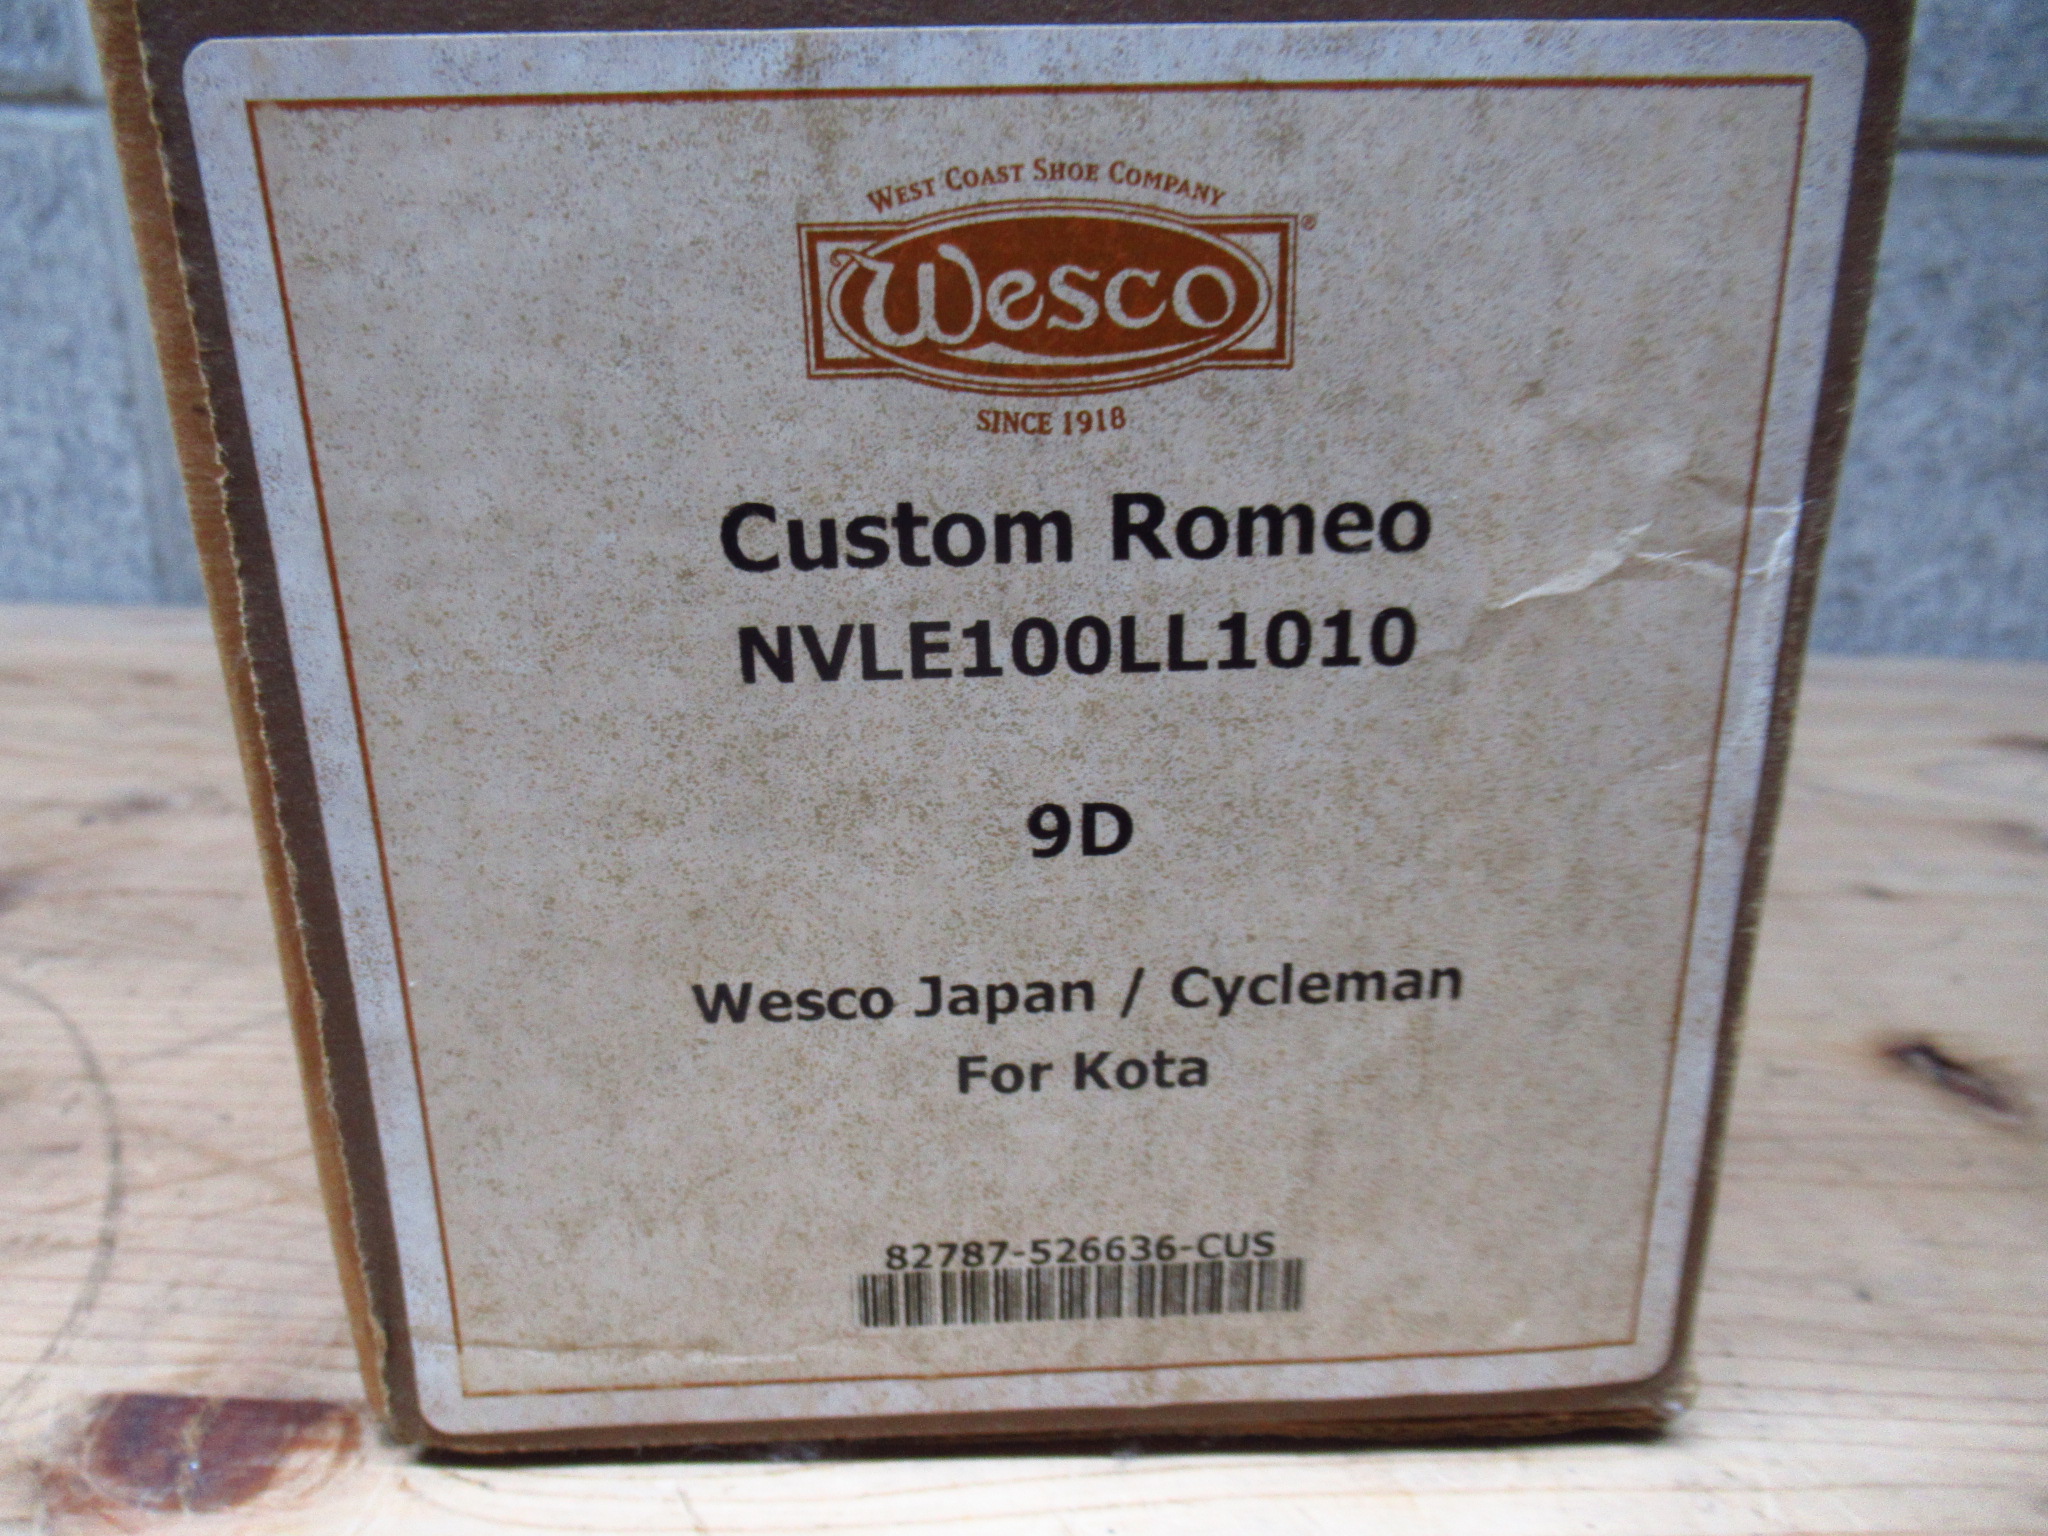 WEST COAST SHOE COMPANY
Wesco®
SINCE 1918
Custom Romeo
NVLE100LL1010
9D
Wesco Japan / Cycleman
For Kota
82787-526636-CUS